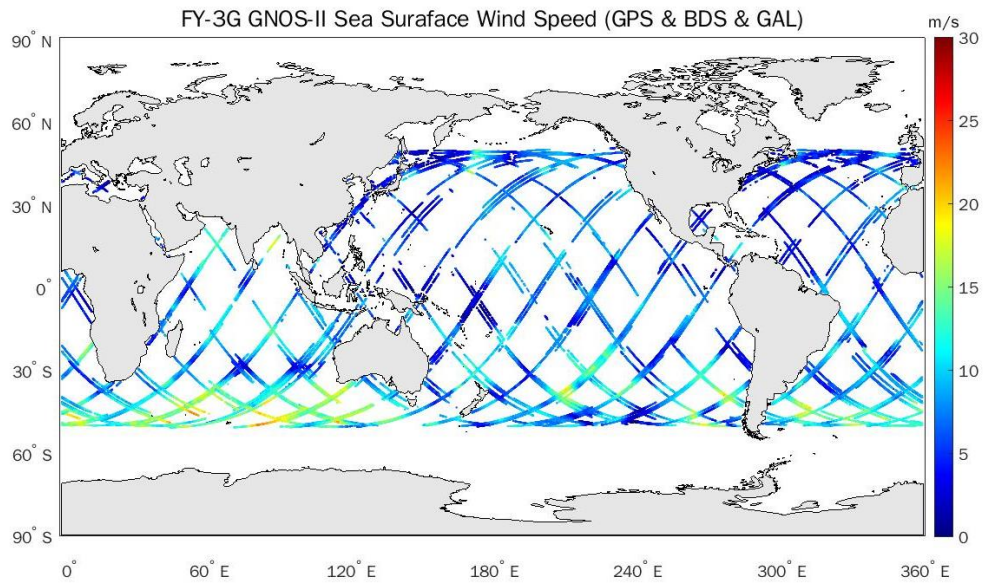 FY-3G GNOS-II Sea Suraface Wind Speed (GPS & BDS & GAL)
m/s
90° N
60° N
30° N
0°
30° S
60° S
90° S
0°
60° E
120° E
180° E
240° E
300° E
360° E
30
25
20
15
10
5
0